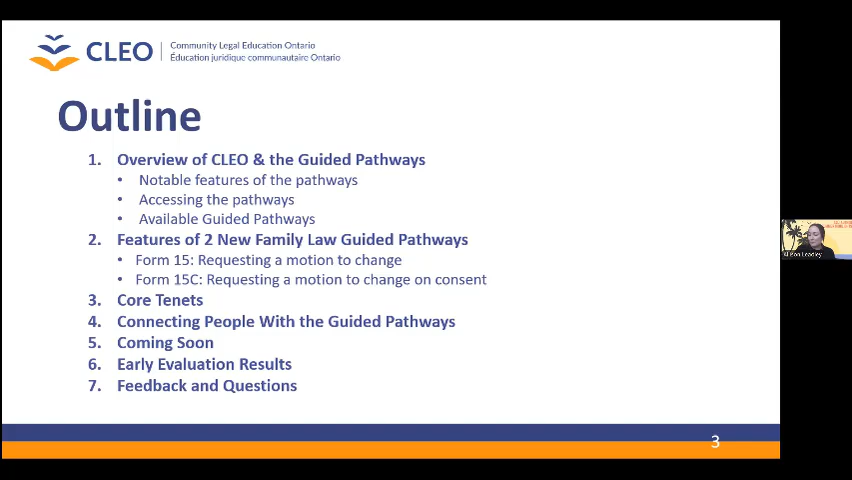 CLEO
Community Legal Education Ontario
Éducation juridique communautaire Ontario
Outline
1. Overview of CLEO & the Guided Pathways
• Notable features of the pathways
• Accessing the pathways
• Available Guided Pathways
2. Features of 2 New Family Law Guided Pathways
• Form 15: Requesting a motion to change
• Form 15C: Requesting a motion to change on consent
3. Core Tenets
4. Connecting People With the Guided Pathways
5. Coming Soon
6. Early Evaluation Results
7. Feedback and Questions
3
Leadley